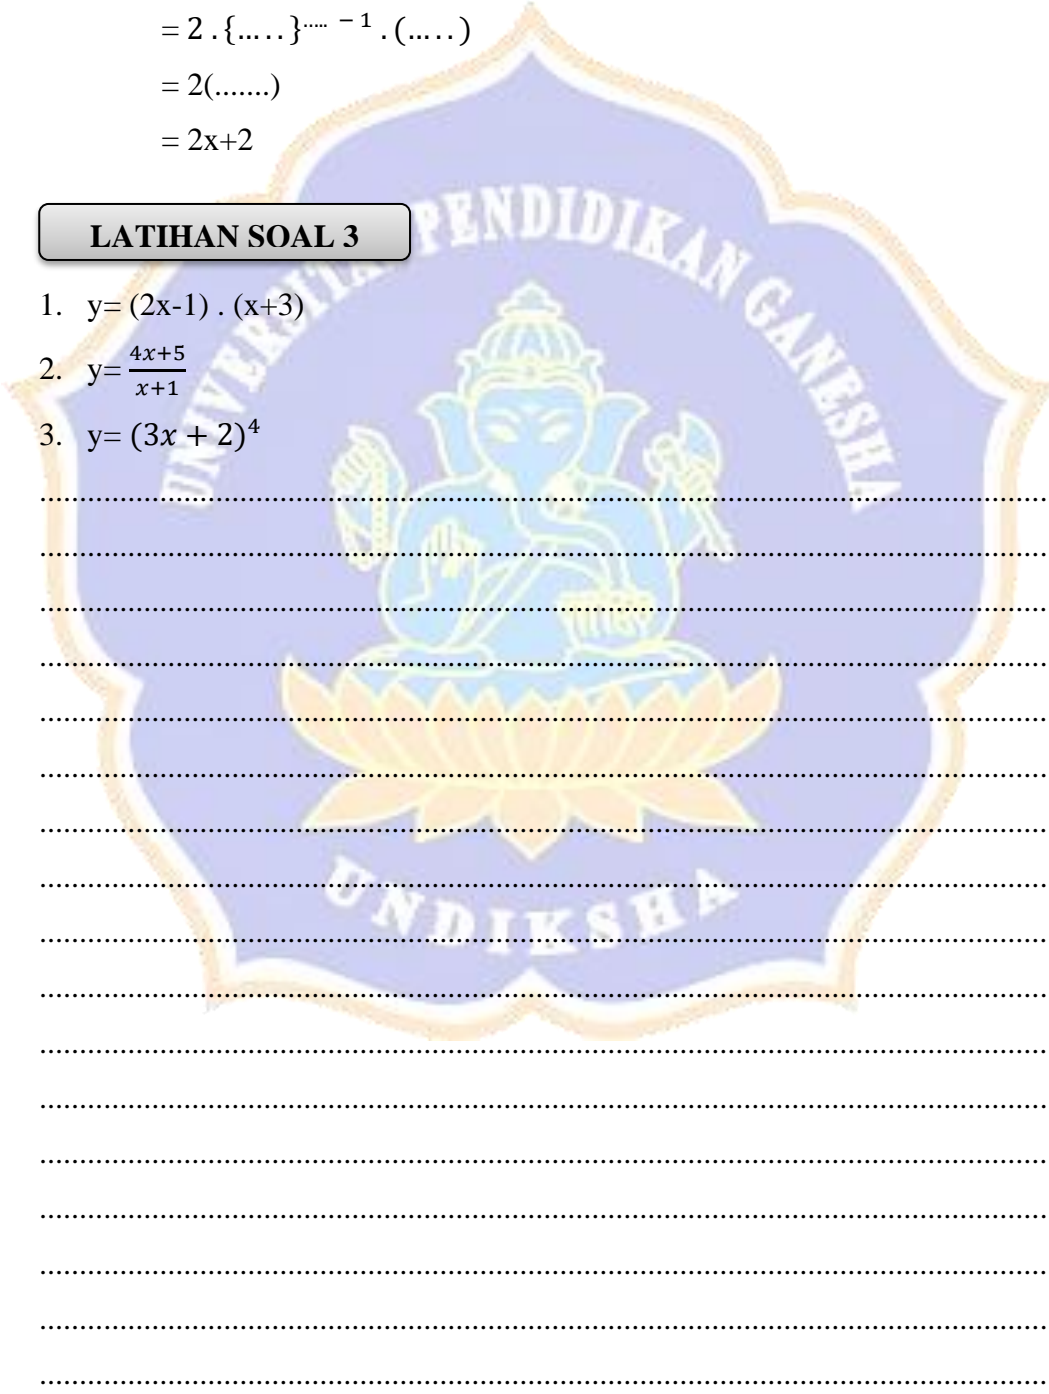 = 2 . {… . . }^….. − 1 . (… . . )
= 2(.......)
= 2x+2
LATIHAN SOAL 3
1. y= (2x-1) . (x+3)
2. y= \frac{4x+5}{x+1}
3. y= (3x + 2)^4
UNIVERSITAS PENDIDIKAN GANESHA
UNDIKSHA